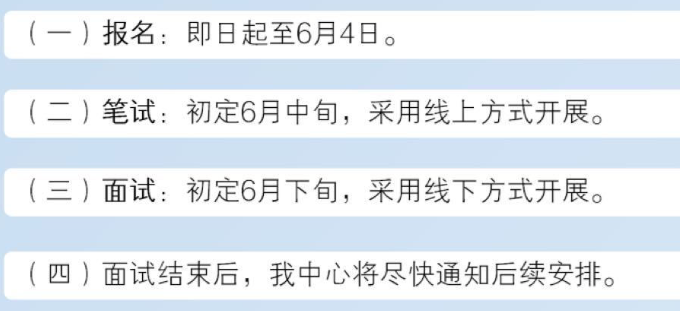 （一）报名：即日起至6月4日。
（二）笔试：初定6月中旬，采用线上方式开展。
（三）面试：初定6月下旬，采用线下方式开展。
（四）面试结束后，我中心将尽快通知后续安排。